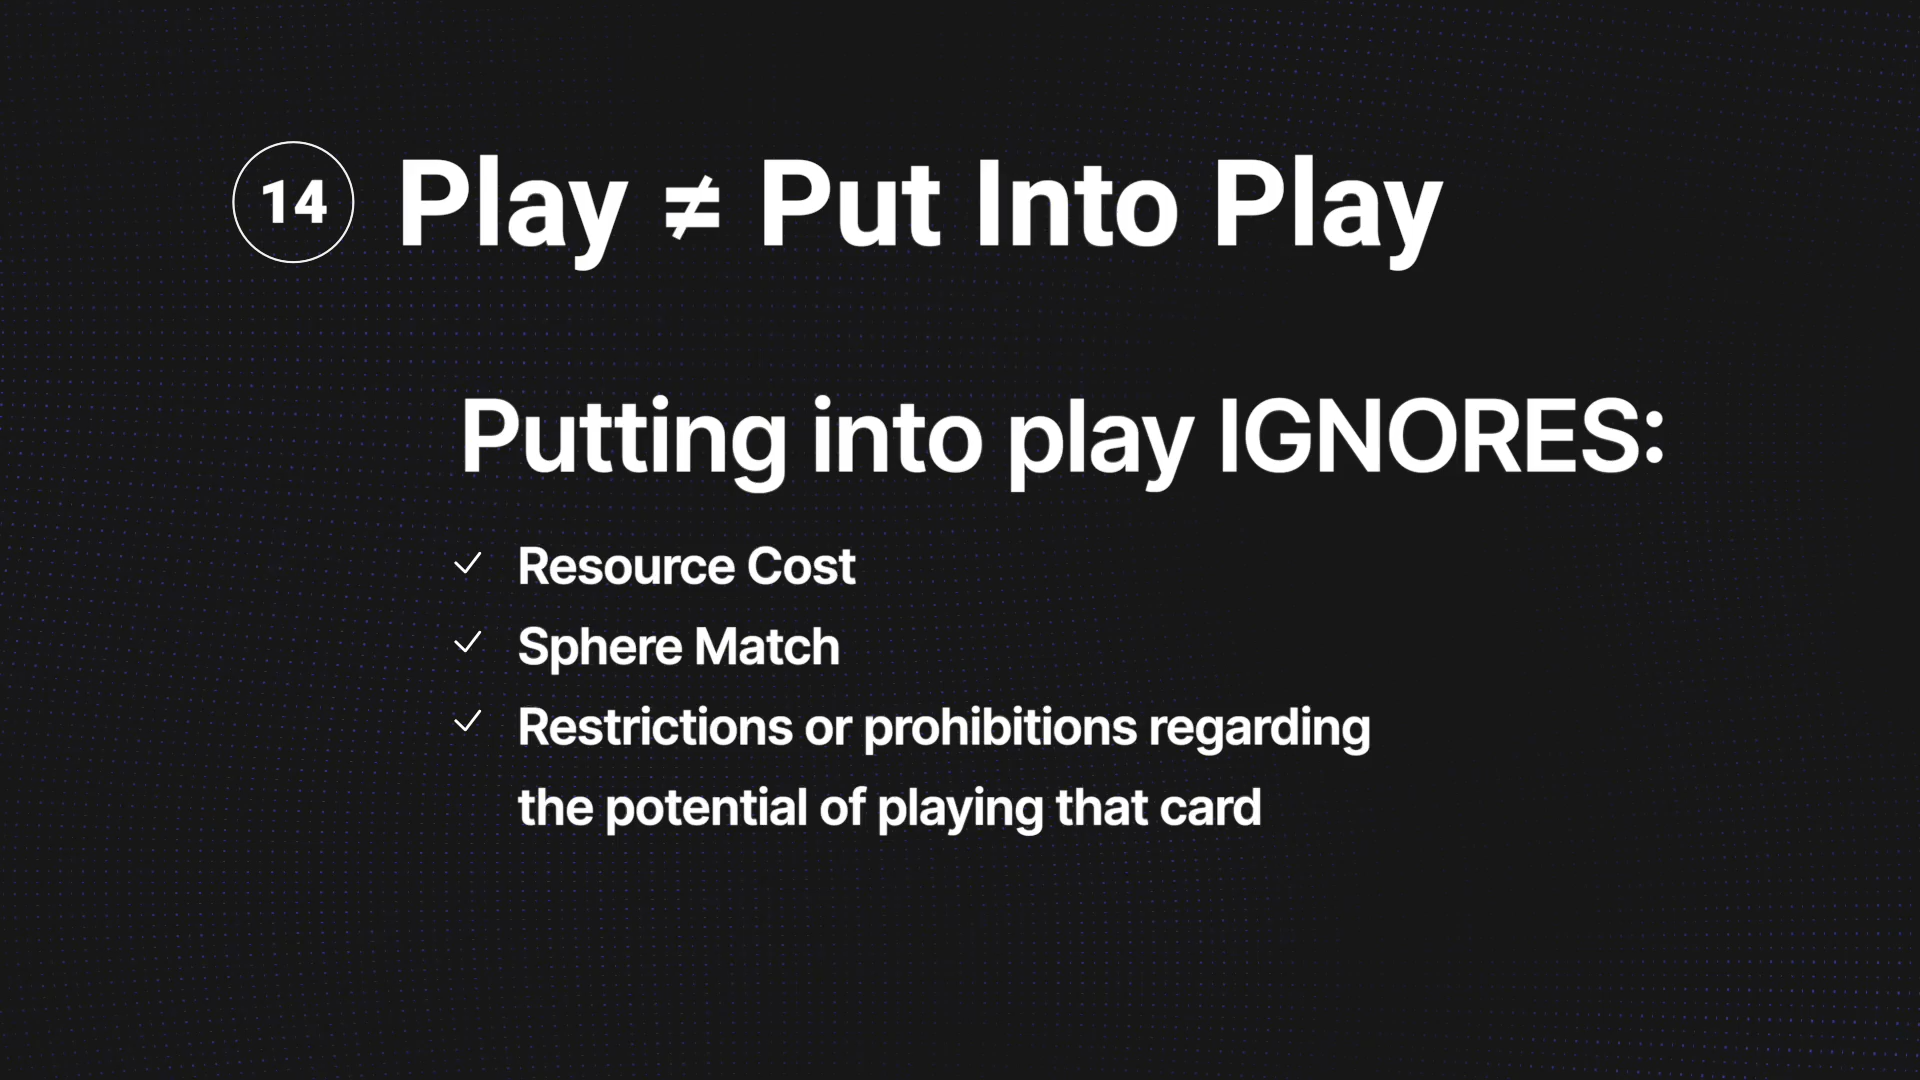 14 Play ≠ Put Into Play
Putting into play IGNORES:
Resource Cost
Sphere Match
Restrictions or prohibitions regarding
the potential of playing that card